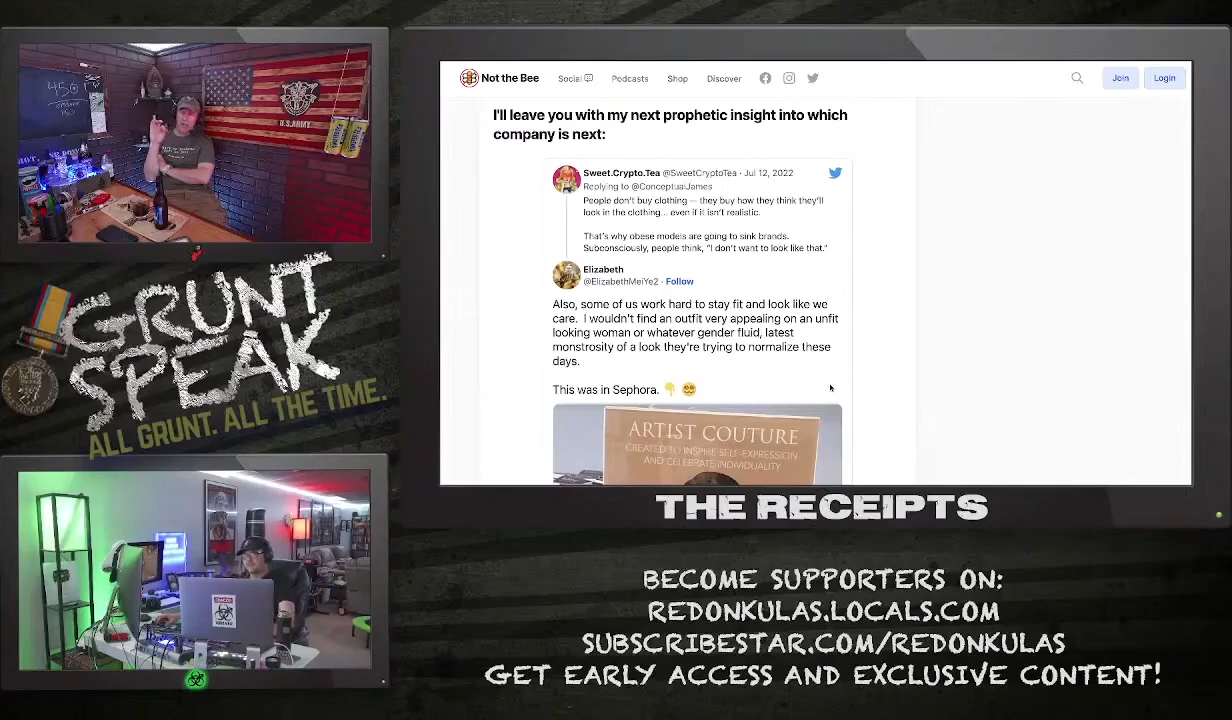 U.S. ARMY
GRUNT
SPEAK
ALL GRUNT. ALL THE TIME.
Not the Bee
Social
Podcasts
Shop
Discover
Join
Login
I'll leave you with my next prophetic insight into which
company is next:
Sweet.Crypto.Tea @SweetCryptoTea · Jul 12, 2022
Replying to @ConceptualJames
People don't buy clothing — they buy how they think they'll
look in the clothing... even if it isn't realistic.
That's why obese models are going to sink brands.
Subconsciously, people think, "I don't want to look like that."
Elizabeth
@ElizabethMeiYe2 · Follow
Also, some of us work hard to stay fit and look like we
care. I wouldn't find an outfit very appealing on an unfit
looking woman or whatever gender fluid, latest
monstrosity of a look they're trying to normalize these
days.
This was in Sephora. 👇 😵‍💫
ARTIST COUTURE
CREATED TO INSPIRE SELF-EXPRESSION
AND CELEBRATE INDIVIDUALITY
THE RECEIPTS
BECOME SUPPORTERS ON:
REDONKULAS.LOCALS.COM
SUBSCRIBESTAR.COM/REDONKULAS
GET EARLY ACCESS AND EXCLUSIVE CONTENT!